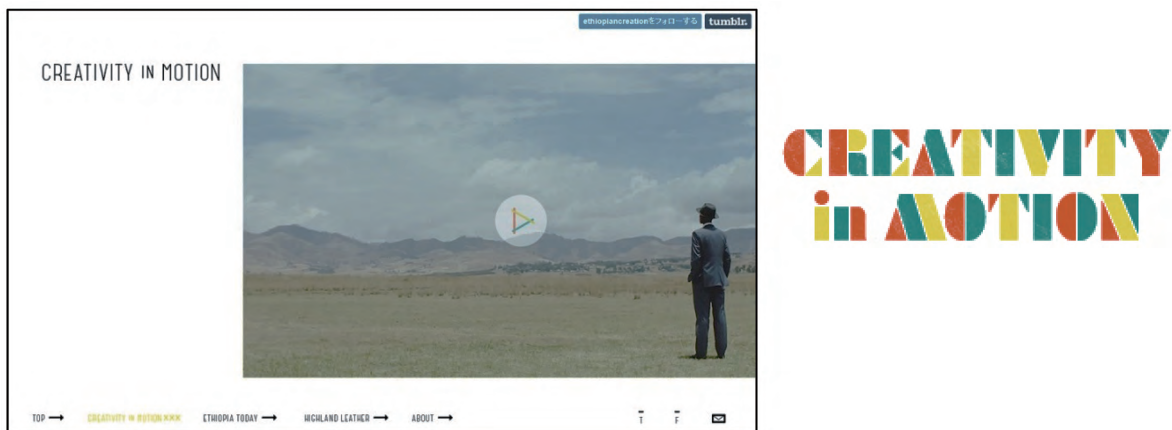 ethiopiancreationをフォローする tumblr.
CREATIVITY IN MOTION
TOP
CREATIVITY IN MOTION
ETHIOPIA TODAY
HIGHLAND LEATHER
ABOUT
T
F
CREATIVITY
in MOTION